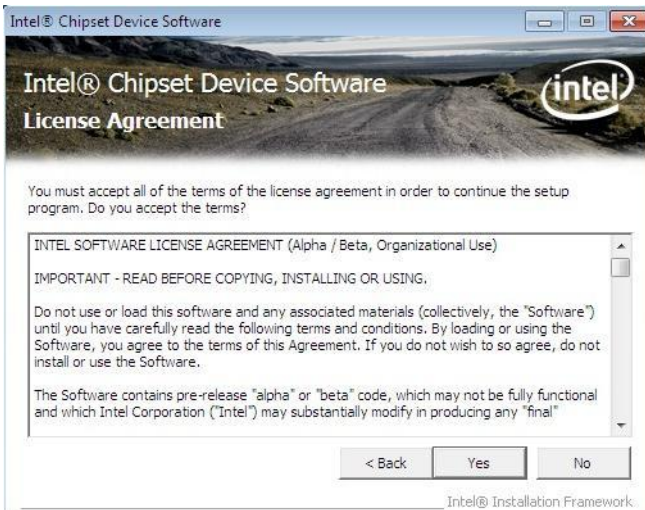 Intel® Chipset Device Software
Intel® Chipset Device Software
intel
License Agreement
You must accept all of the terms of the license agreement in order to continue the setup
program. Do you accept the terms?
INTEL SOFTWARE LICENSE AGREEMENT (Alpha / Beta, Organizational Use)
IMPORTANT - READ BEFORE COPYING, INSTALLING OR USING.
Do not use or load this software and any associated materials (collectively, the "Software")
until you have carefully read the following terms and conditions. By loading or using the
Software, you agree to the terms of this Agreement. If you do not wish to so agree, do not
install or use the Software.
The Software contains pre-release "alpha" or "beta" code, which may not be fully functional
and which Intel Corporation ("Intel") may substantially modify in producing any "final"
< Back
Yes
No
Intel® Installation Framework